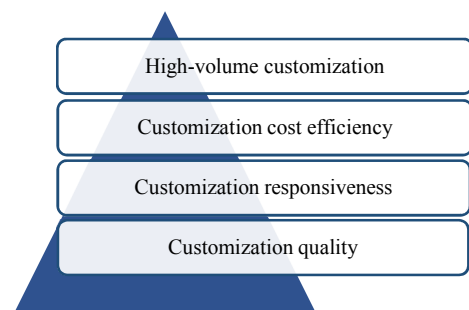 High-volume customization
Customization cost efficiency
Customization responsiveness
Customization quality